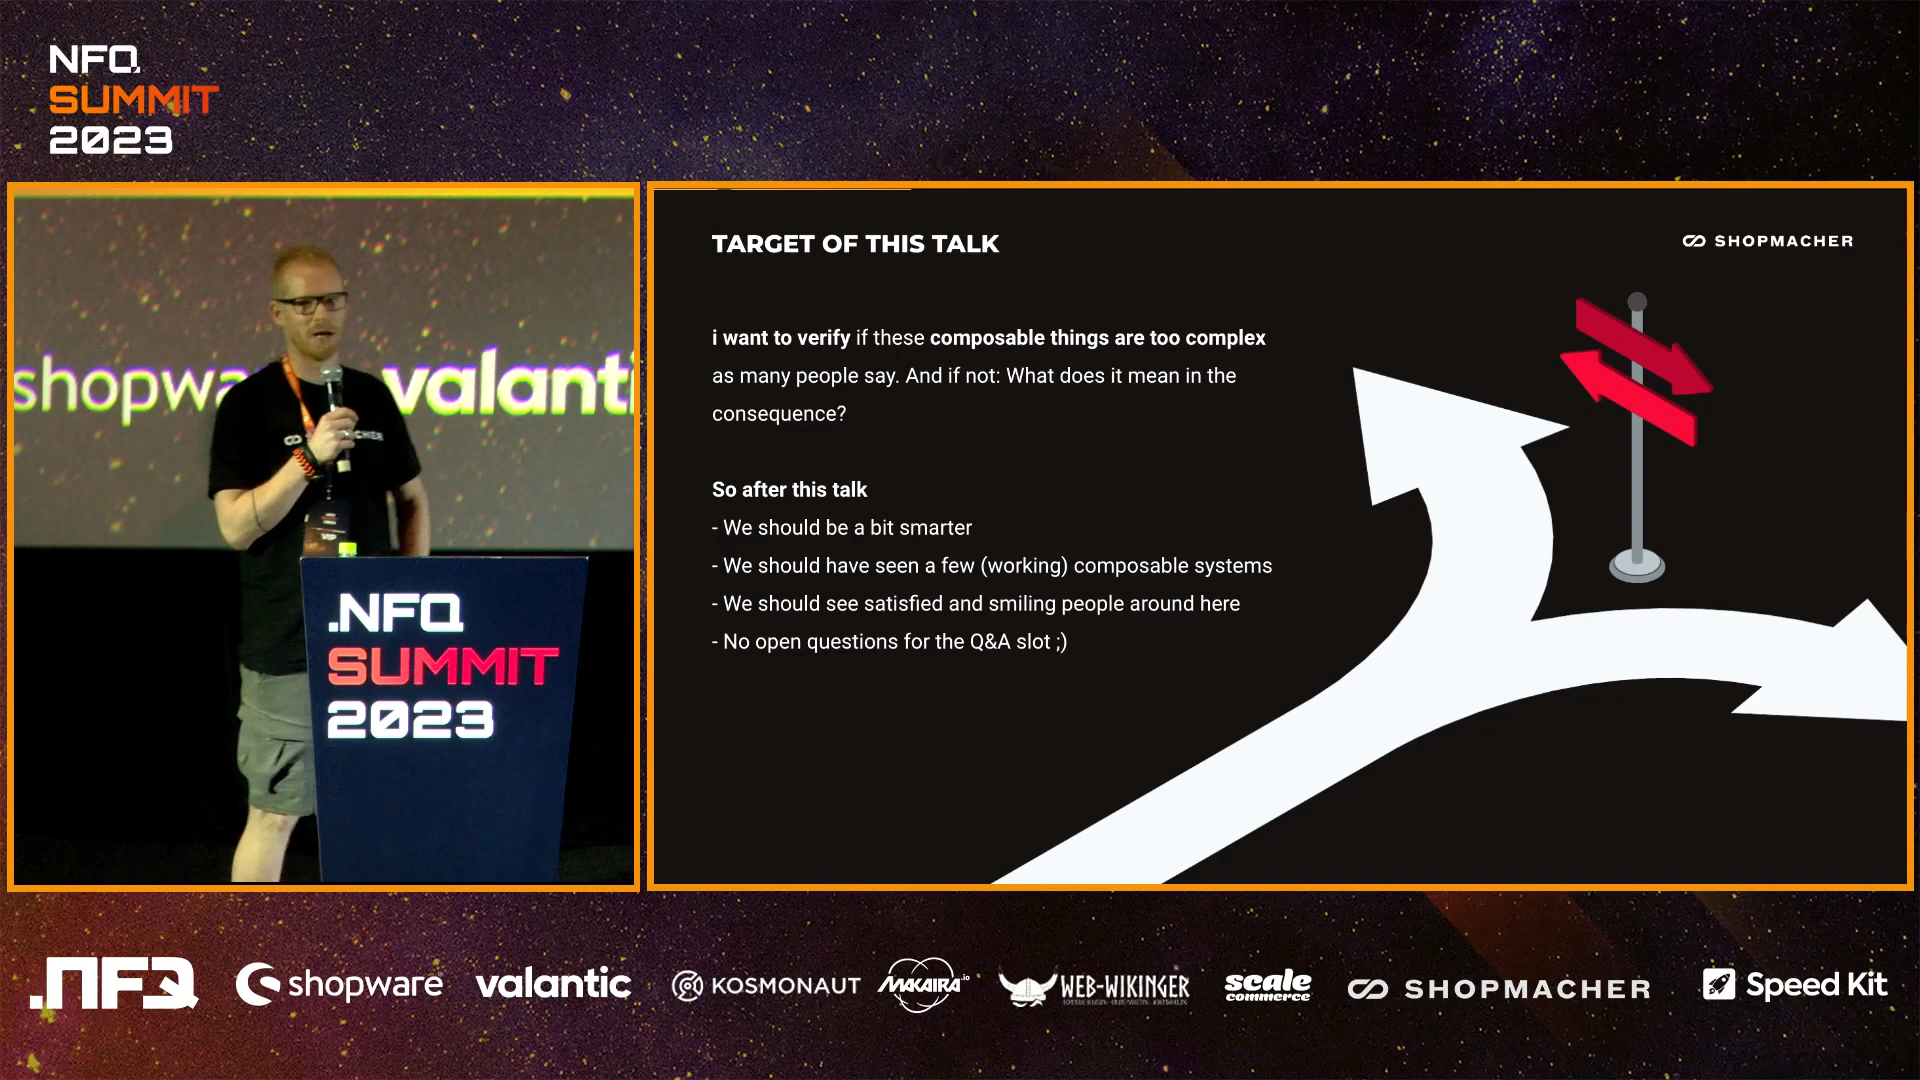 NFQ
SUMMIT
2023
shopwa
valanti
SHOPMACHER
VIP
.NFQ
SUMMIT
2023
TARGET OF THIS TALK
SHOPMACHER
i want to verify if these composable things are too complex
as many people say. And if not: What does it mean in the
consequence?
So after this talk
- We should be a bit smarter
- We should have seen a few (working) composable systems
- We should see satisfied and smiling people around here
- No open questions for the Q&A slot ;)
.NFQ
shopware
valantic
KOSMONAUT
MAKAIRA.io
WEB-WIKINGER
scale
commerce
SHOPMACHER
Speed Kit